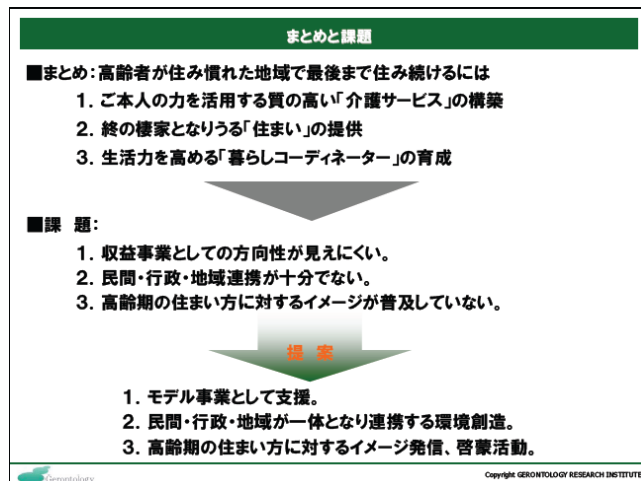 まとめと課題
■まとめ：高齢者が住み慣れた地域で最後まで住み続けるには
1. ご本人の力を活用する質の高い「介護サービス」の構築
2. 終の棲家となりうる「住まい」の提供
3. 生活力を高める「暮らしコーディネーター」の育成
■課 題：
1. 収益事業としての方向性が見えにくい。
2. 民間・行政・地域連携が十分でない。
3. 高齢期の住まい方に対するイメージが普及していない。
提 案
1. モデル事業として支援。
2. 民間・行政・地域が一体となり連携する環境創造。
3. 高齢期の住まい方に対するイメージ発信、啓蒙活動。
Gerontology
Copyright GERONTOLOGY RESEARCH INSTITUTE